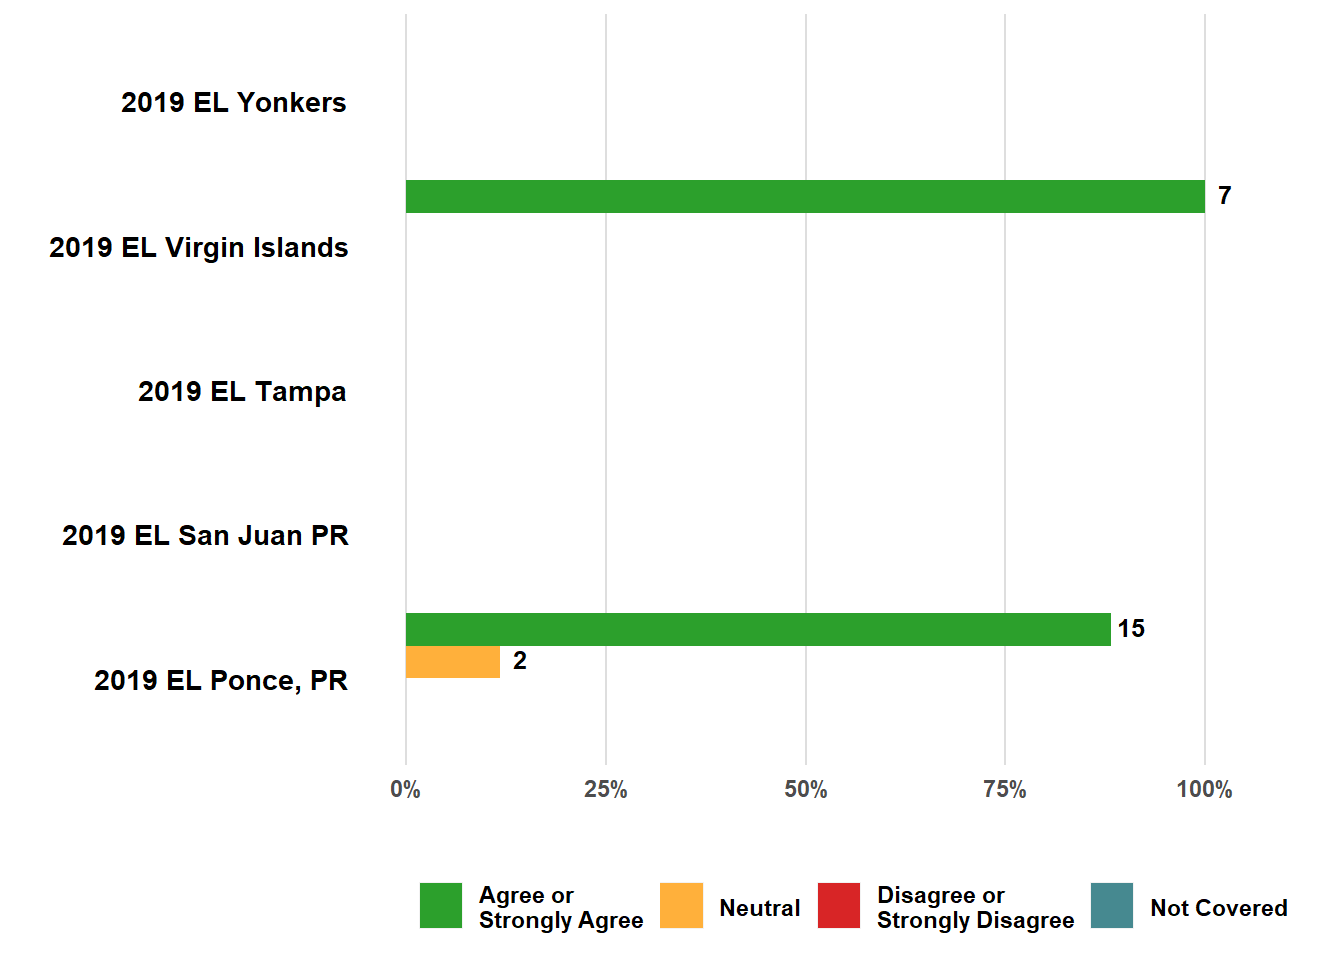 2019 EL Yonkers
7
2019 EL Virgin Islands
2019 EL Tampa
2019 EL San Juan PR
15
2
2019 EL Ponce, PR
0% 25% 50% 75% 100%
Agree or
Strongly Agree
Neutral
Disagree or
Strongly Disagree
Not Covered